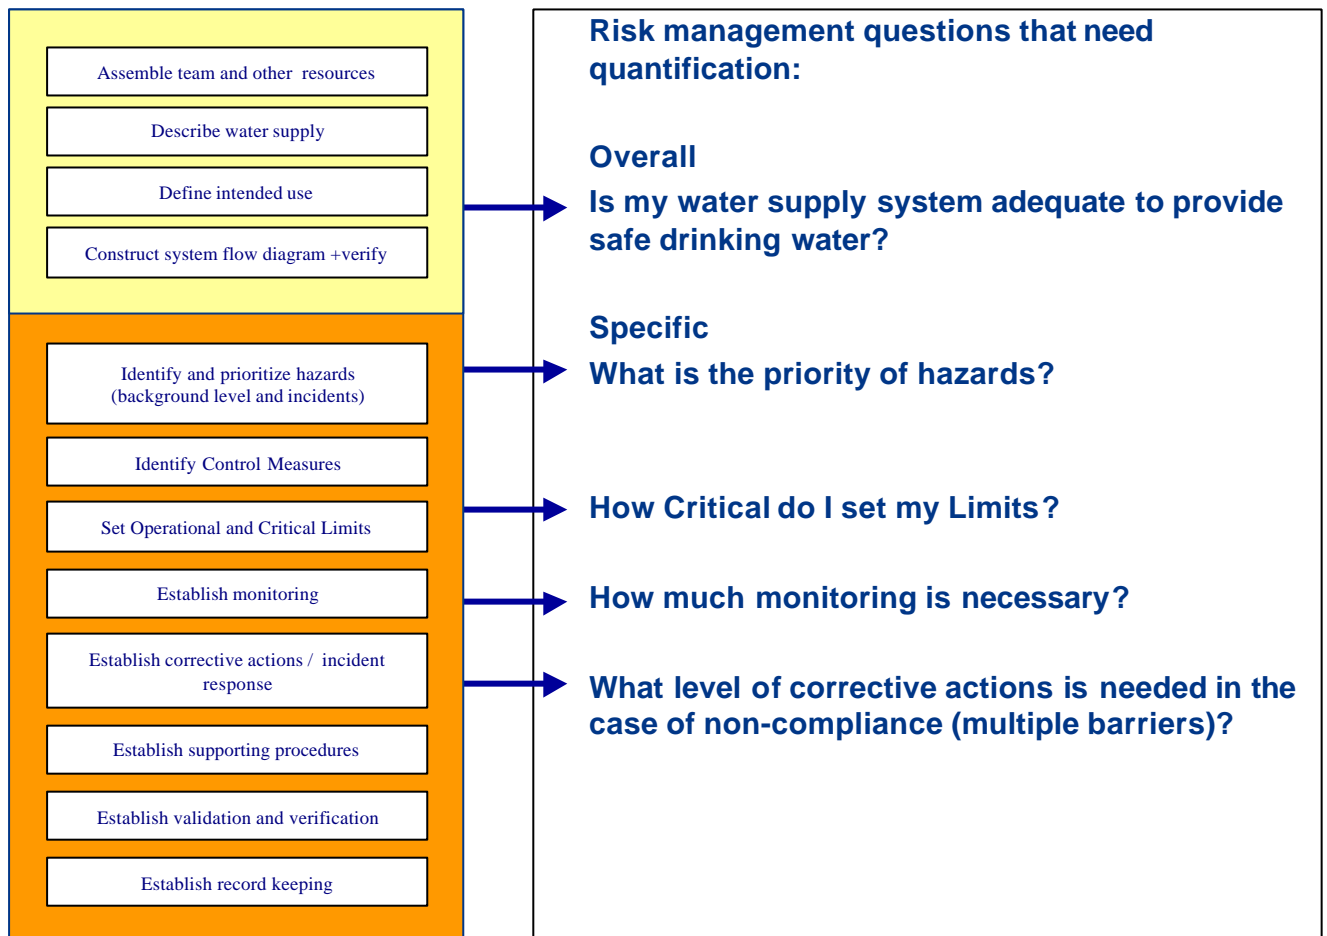 Assemble team and other resources
Describe water supply
Define intended use
Construct system flow diagram +verify
Identify and prioritize hazards
(background level and incidents)
Identify Control Measures
Set Operational and Critical Limits
Establish monitoring
Establish corrective actions / incident
response
Establish supporting procedures
Establish validation and verification
Establish record keeping
Risk management questions that need
quantification:
Overall
Is my water supply system adequate to provide
safe drinking water?
Specific
What is the priority of hazards?
How Critical do I set my Limits?
How much monitoring is necessary?
What level of corrective actions is needed in the
case of non-compliance (multiple barriers)?